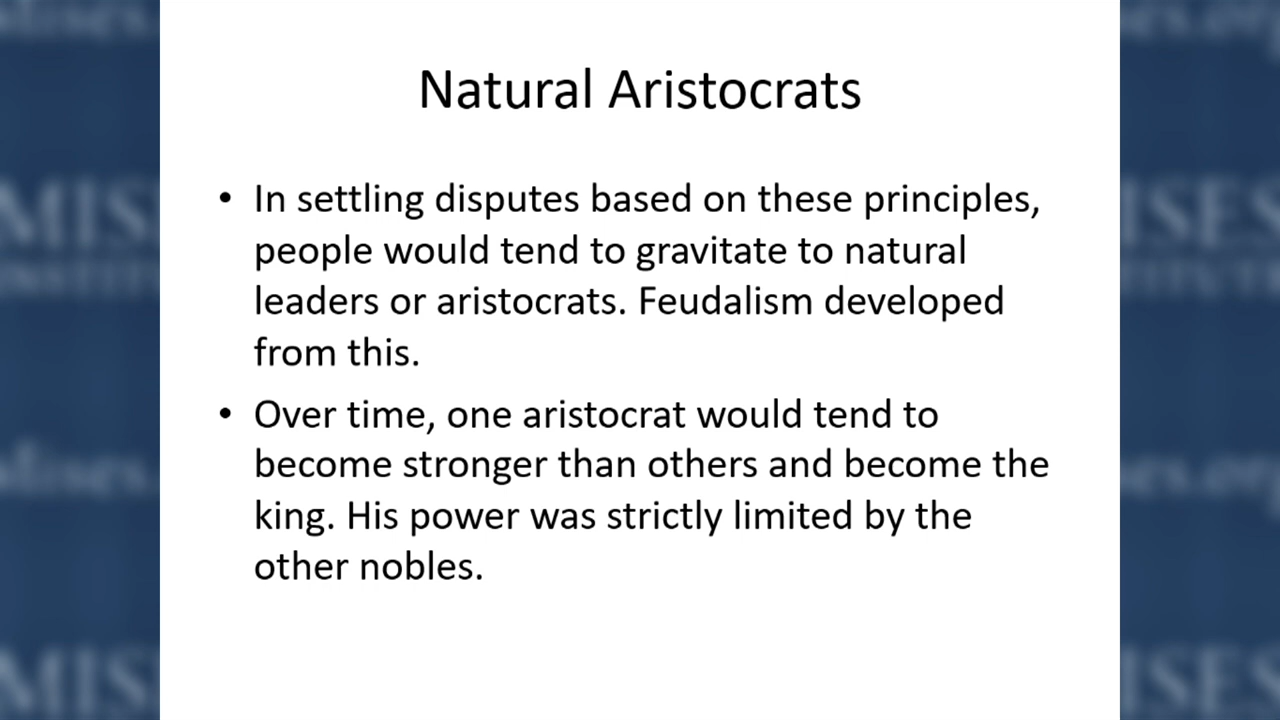 Natural Aristocrats
• In settling disputes based on these principles,
people would tend to gravitate to natural
leaders or aristocrats. Feudalism developed
from this.
• Over time, one aristocrat would tend to
become stronger than others and become the
king. His power was strictly limited by the
other nobles.